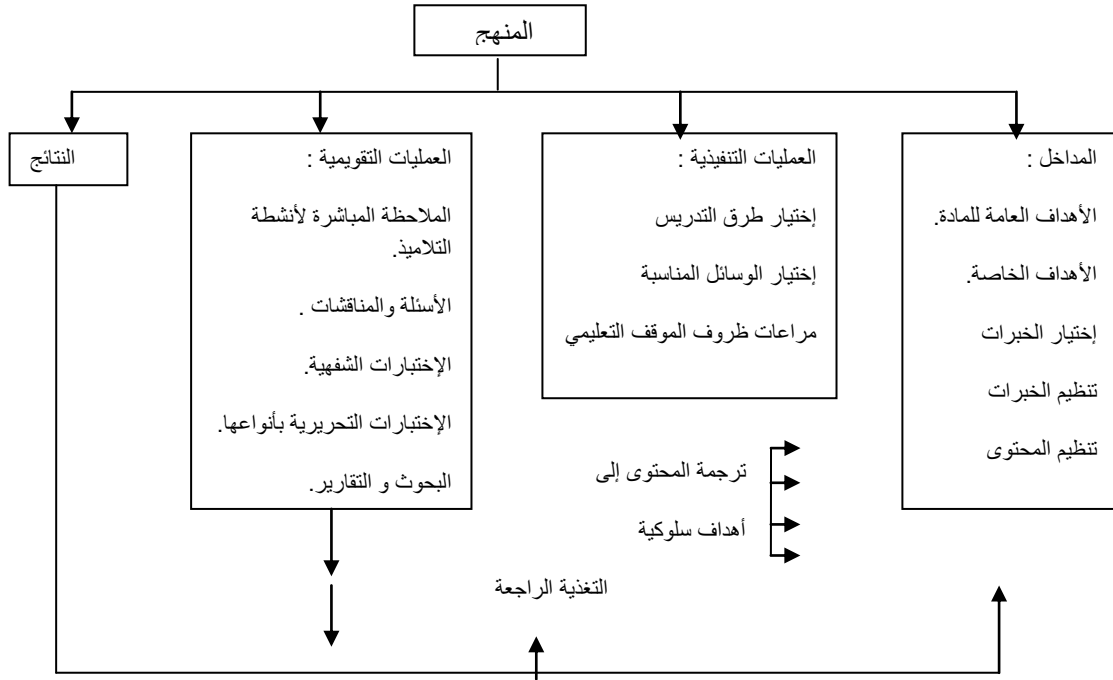 المنهج
المداخل :
الأهداف العامة للمادة.
الأهداف الخاصة.
إختيار الخبرات
تنظيم الخبرات
تنظيم المحتوى
العمليات التنفيذية :
إختيار طرق التدريس
إختيار الوسائل المناسبة
مراعات ظروف الموقف التعليمي
العمليات التقويمية :
الملاحظة المباشرة لأنشطة
التلاميذ.
الأسئلة والمناقشات .
الإختبارات الشفهية.
الإختبارات التحريرية بأنواعها.
البحوث و التقارير.
النتائج
ترجمة المحتوى إلى
أهداف سلوكية
التغذية الراجعة